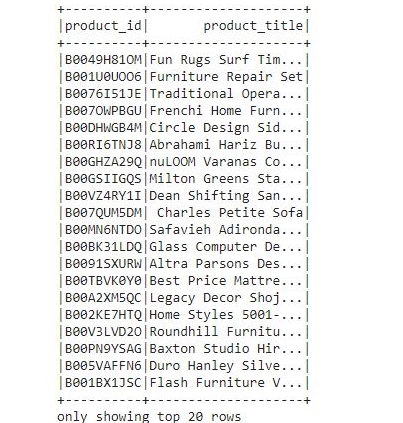 +----------+--------------------+
|product_id|       product_title|
+----------+--------------------+
|B0049H81OM|Fun Rugs Surf Tim...|
|B001U0UOO6|Furniture Repair Set|
|B0076I51JE|Traditional Opera...|
|B007OWPBGU|Frenchi Home Furn...|
|B00DHWGB4M|Circle Design Sid...|
|B00RI6TNJ8|Abrahami Hariz Bu...|
|B00GHZA29Q|nuLOOM Varanas Co...|
|B00GSIIGQS|Milton Greens Sta...|
|B00VZ4RY1I|Dean Shifting San...|
|B007QUM5DM| Charles Petite Sofa|
|B00MN6NTDO|Safavieh Adironda...|
|B00BK31LDQ|Glass Computer De...|
|B0091SXURW|Altra Parsons Des...|
|B00TBVK0Y0|Best Price Mattre...|
|B00A2XM5QC|Legacy Decor Shoj...|
|B002KE7HTQ|Home Styles 5001-...|
|B00V3LVD2O|Roundhill Furnitu...|
|B00PN9YSAG|Baxton Studio Hir...|
|B005VAFFN6|Duro Hanley Silve...|
|B001BX1JSC|Flash Furniture V...|
+----------+--------------------+
only showing top 20 rows